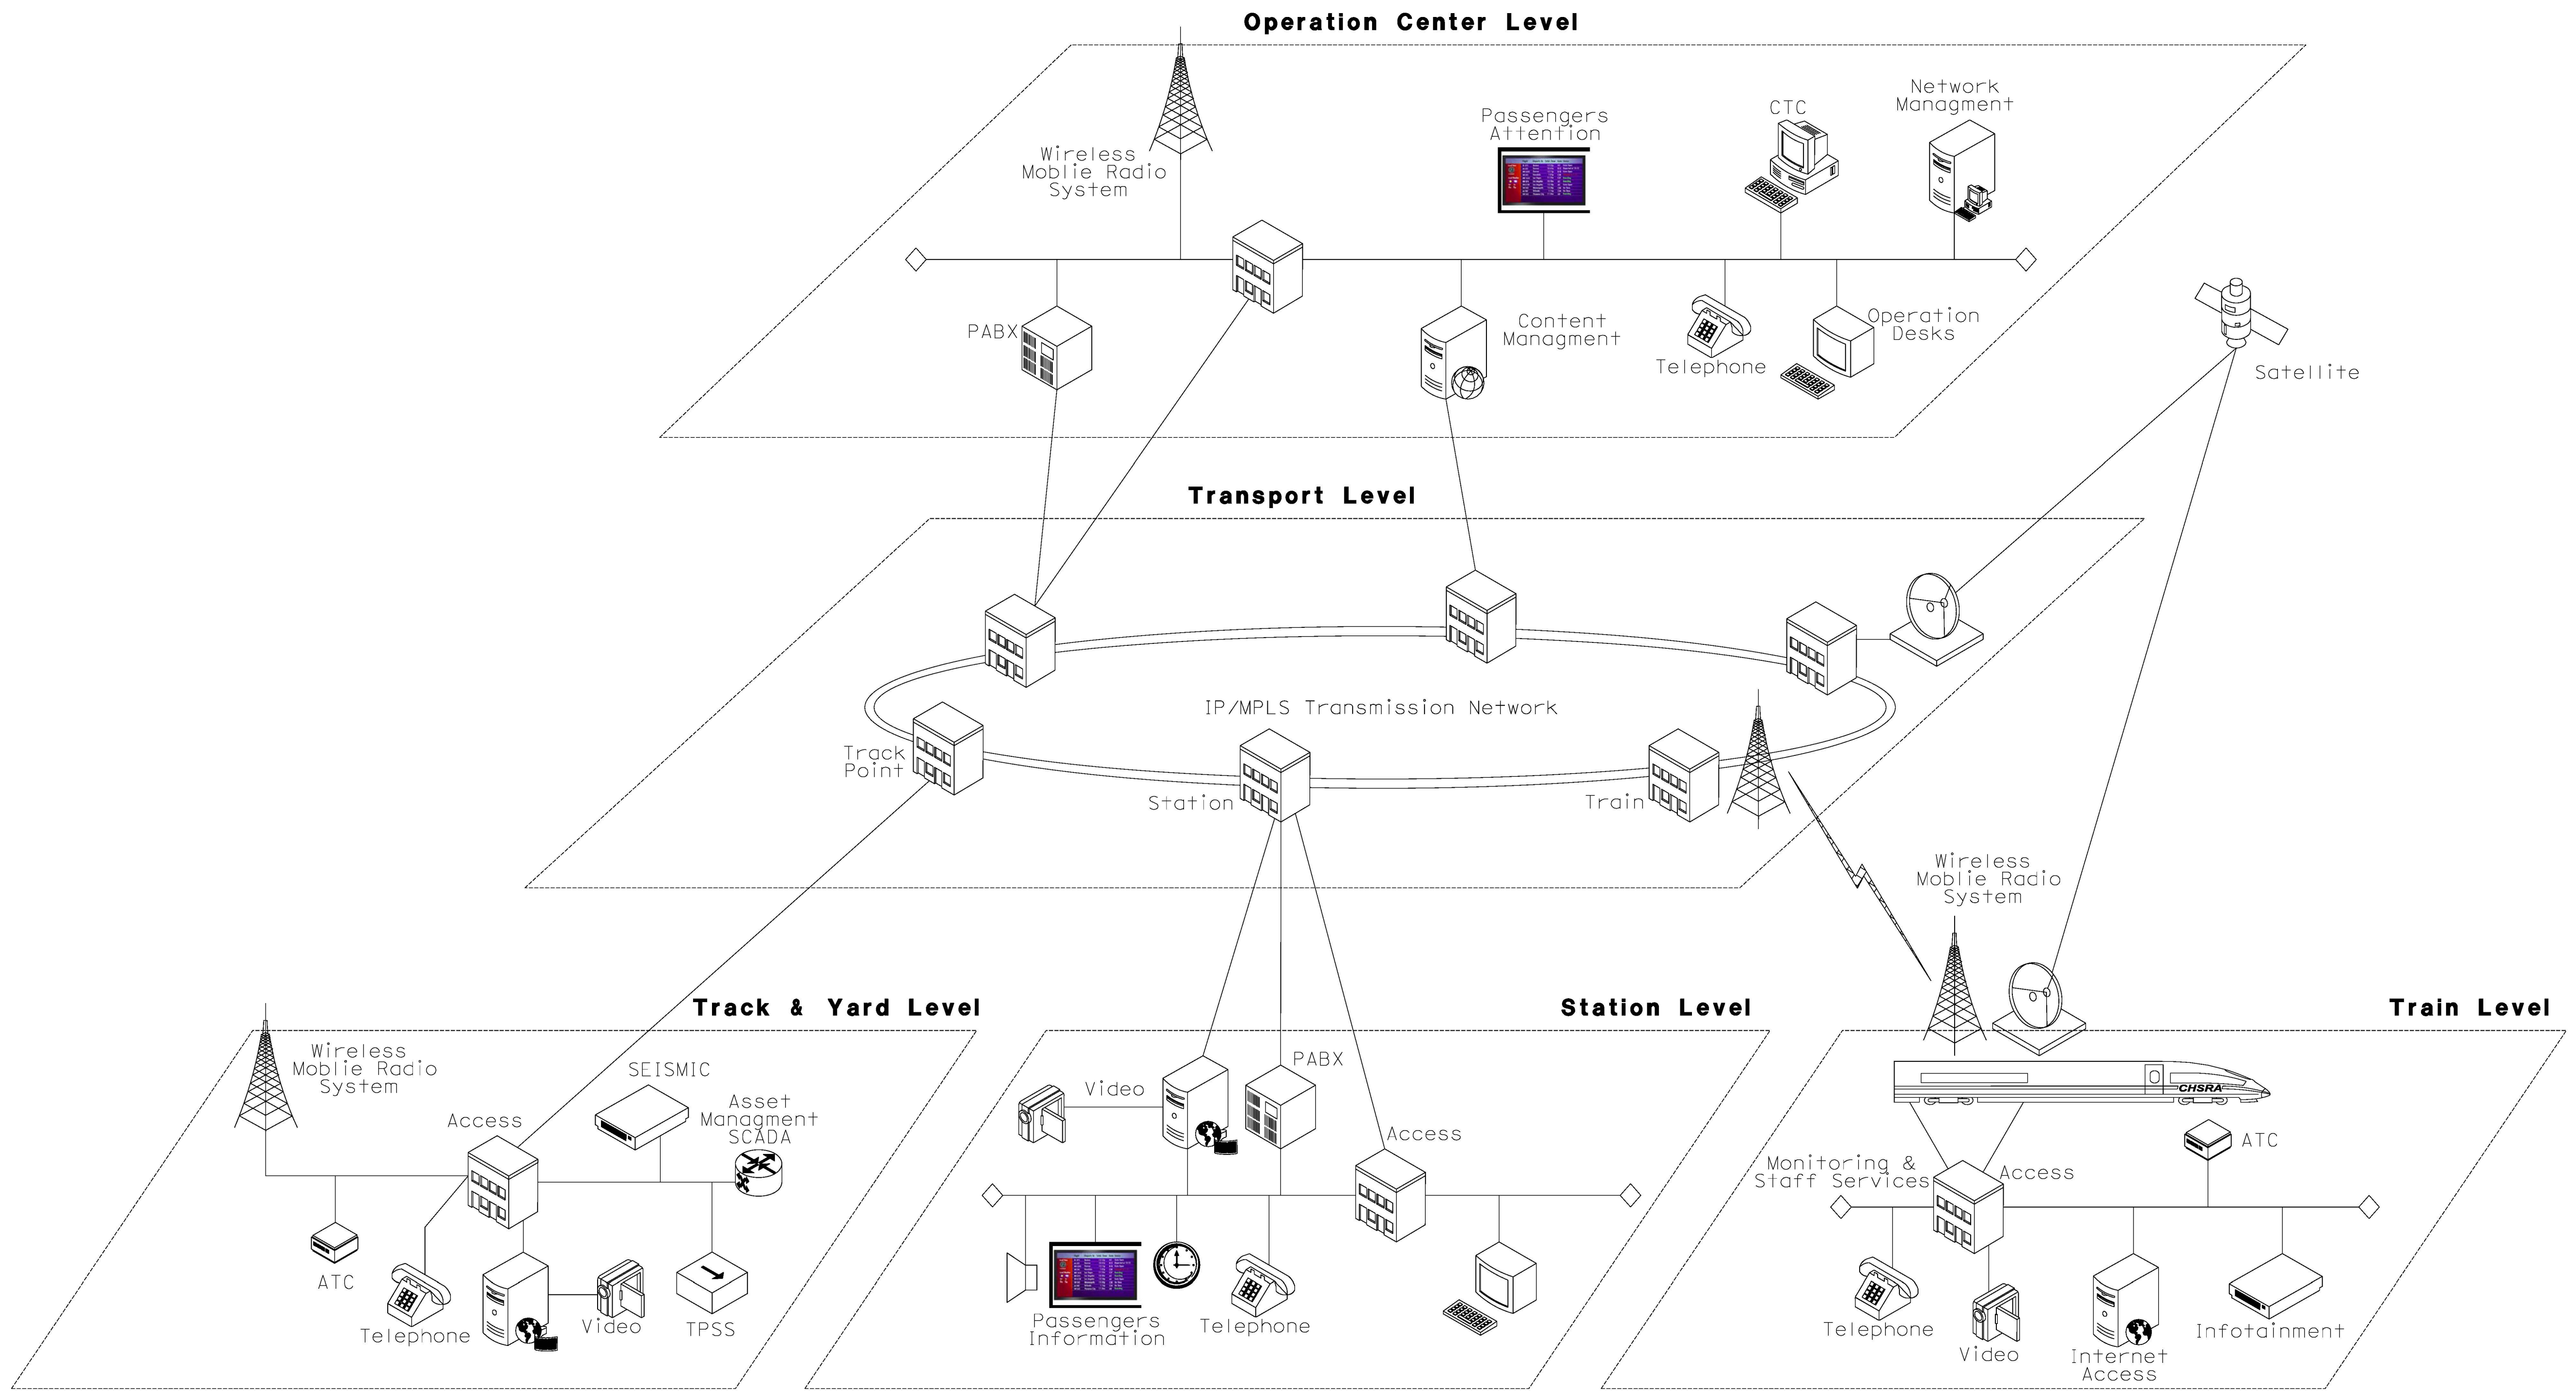 Operation Center Level
Wireless
Moblie Radio
System
Passengers
Attention
CTC
Network
Managment
PABX
Content
Managment
Telephone
Operation
Desks
Satellite
Transport Level
IP/MPLS Transmission Network
Track
Point
Station
Train
Wireless
Moblie Radio
System
Track & Yard Level
Wireless
Moblie Radio
System
SEISMIC
Asset
Managment
SCADA
Access
ATC
Telephone
Video
TPSS
Station Level
Video
PABX
Access
Passengers
Information
Telephone
Train Level
CHSRA
ATC
Monitoring &
Staff Services
Access
Telephone
Video
Internet
Access
Infotainment